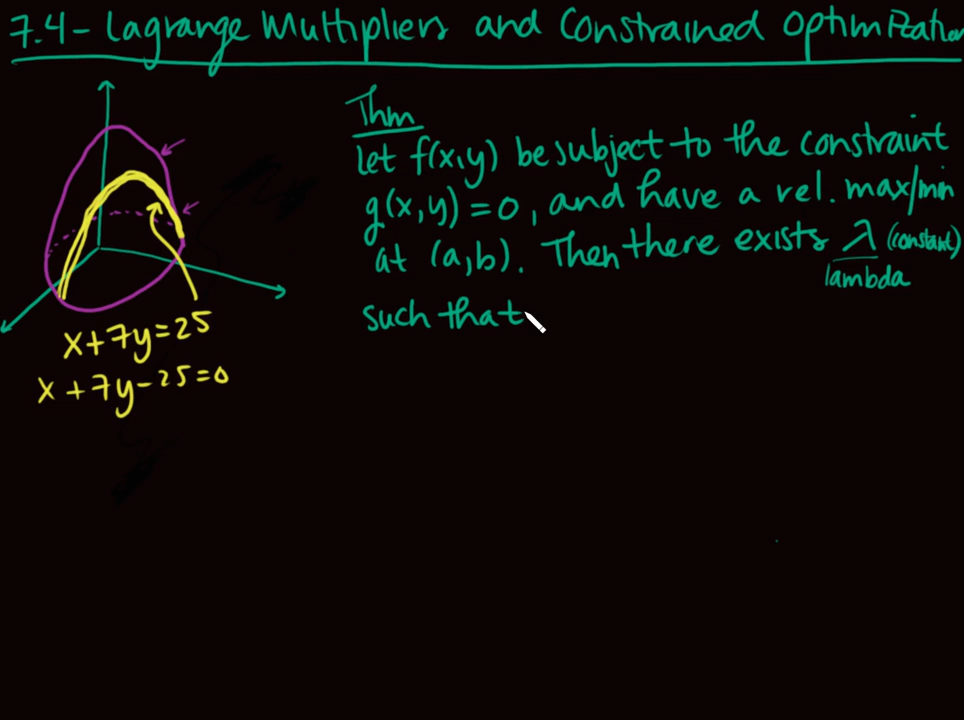 7.4 - Lagrange Multipliers and Constrained Optimization
Thm
let f(x,y) be subject to the constraint
g(x,y) = 0, and have a rel. max/min
at (a,b). Then there exists λ (constant)
lambda
such that
x+7y=25
x+7y-25=0